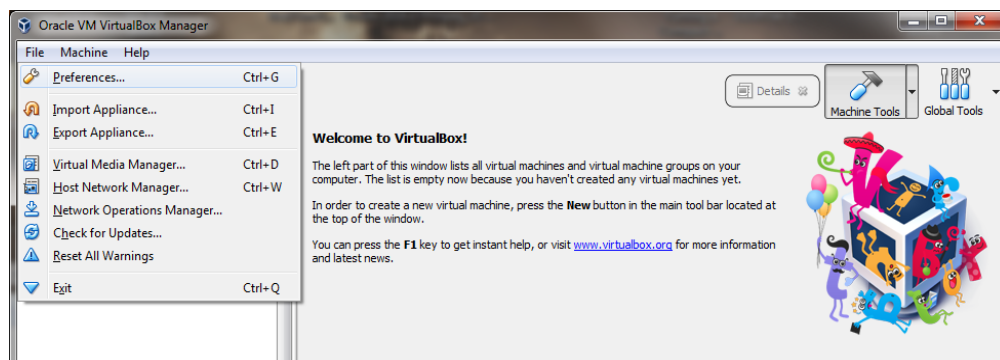 Oracle VM VirtualBox Manager
File Machine Help
Preferences... Ctrl+G
Import Appliance... Ctrl+I
Export Appliance... Ctrl+E
Virtual Media Manager... Ctrl+D
Host Network Manager... Ctrl+W
Network Operations Manager...
Check for Updates...
Reset All Warnings
Exit Ctrl+Q
Details
Machine Tools
Global Tools
Welcome to VirtualBox!
The left part of this window lists all virtual machines and virtual machine groups on your
computer. The list is empty now because you haven't created any virtual machines yet.
In order to create a new virtual machine, press the New button in the main tool bar located at
the top of the window.
You can press the F1 key to get instant help, or visit www.virtualbox.org for more information
and latest news.